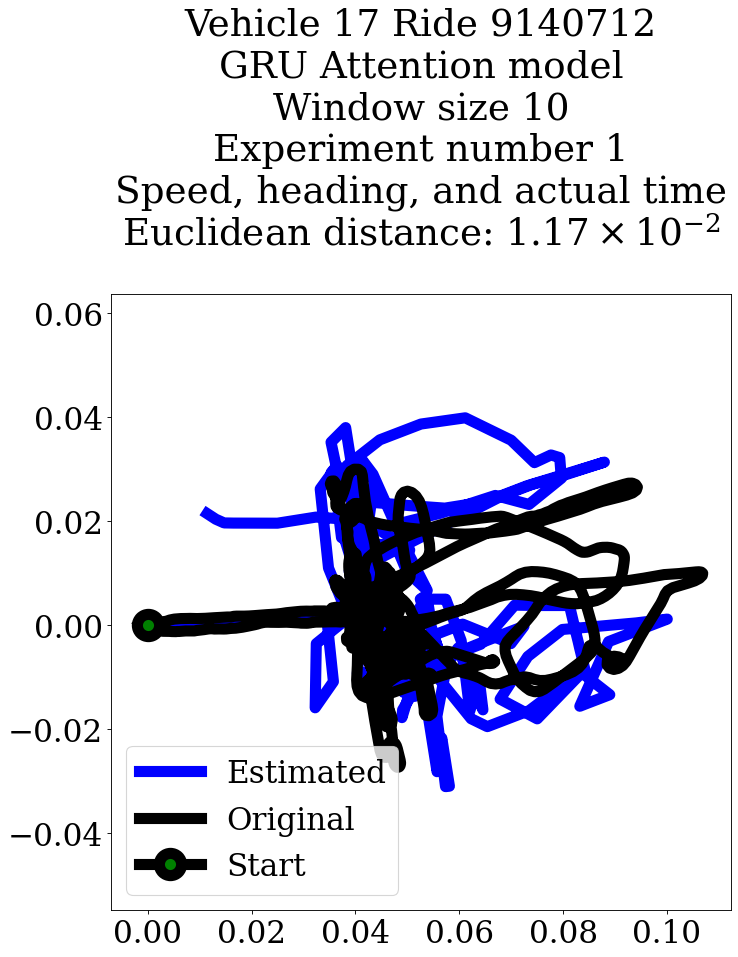 Vehicle 17 Ride 9140712
GRU Attention model
Window size 10
Experiment number 1
Speed, heading, and actual time
Euclidean distance: 1.17 × 10⁻²
0.06
0.04
0.02
0.00
−0.02
−0.04
Estimated
Original
Start
0.00 0.02 0.04 0.06 0.08 0.10